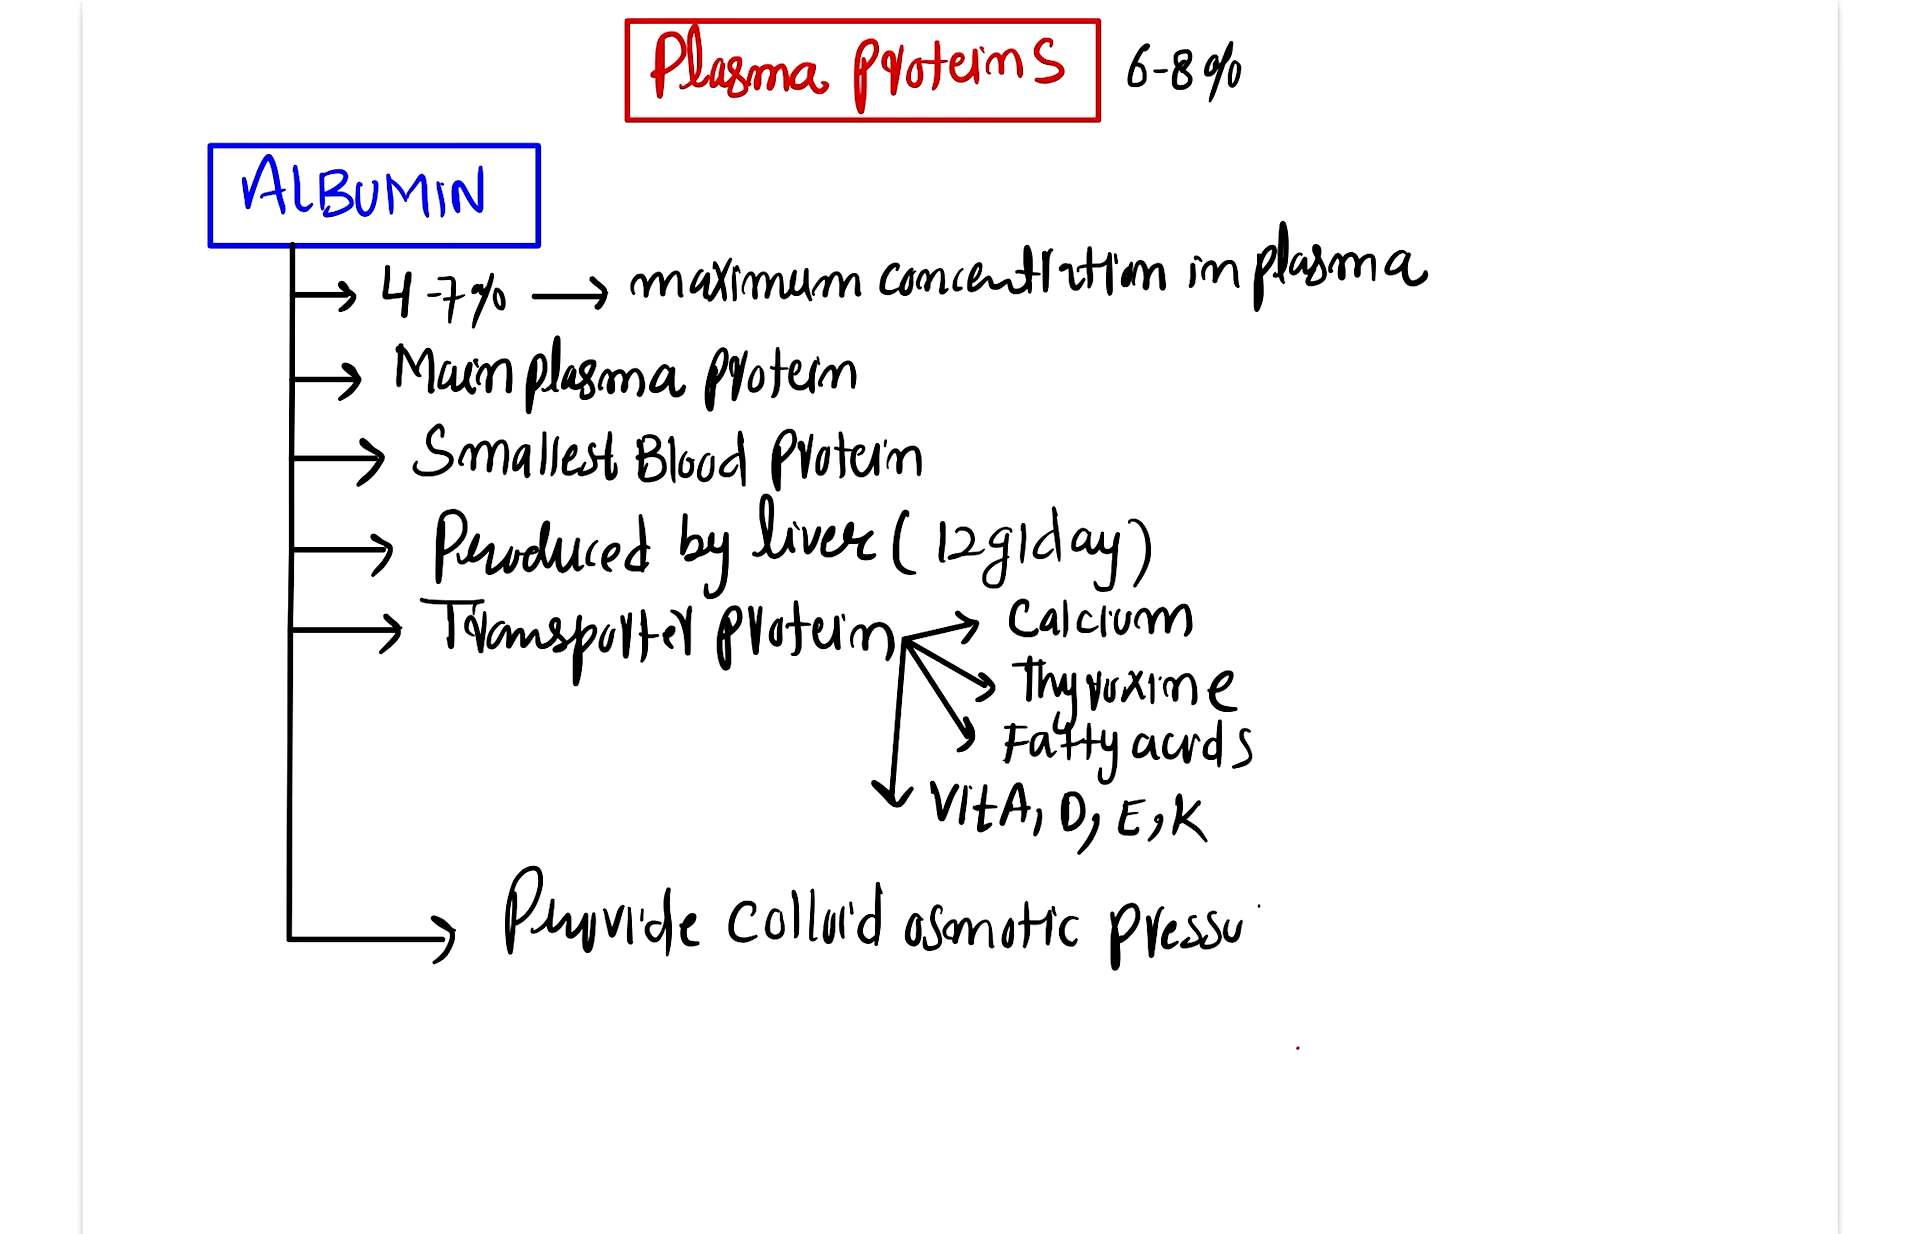 Plasma proteins 6-8%
ALBUMIN
4-7% → maximum concentration in plasma
Main plasma protein
Smallest Blood Protein
Produced by liver (12g/day)
Transporter protein
Calcium
Thyroxine
Fatty acids
Vit A, D, E, K
Provide colloid osmotic pressu